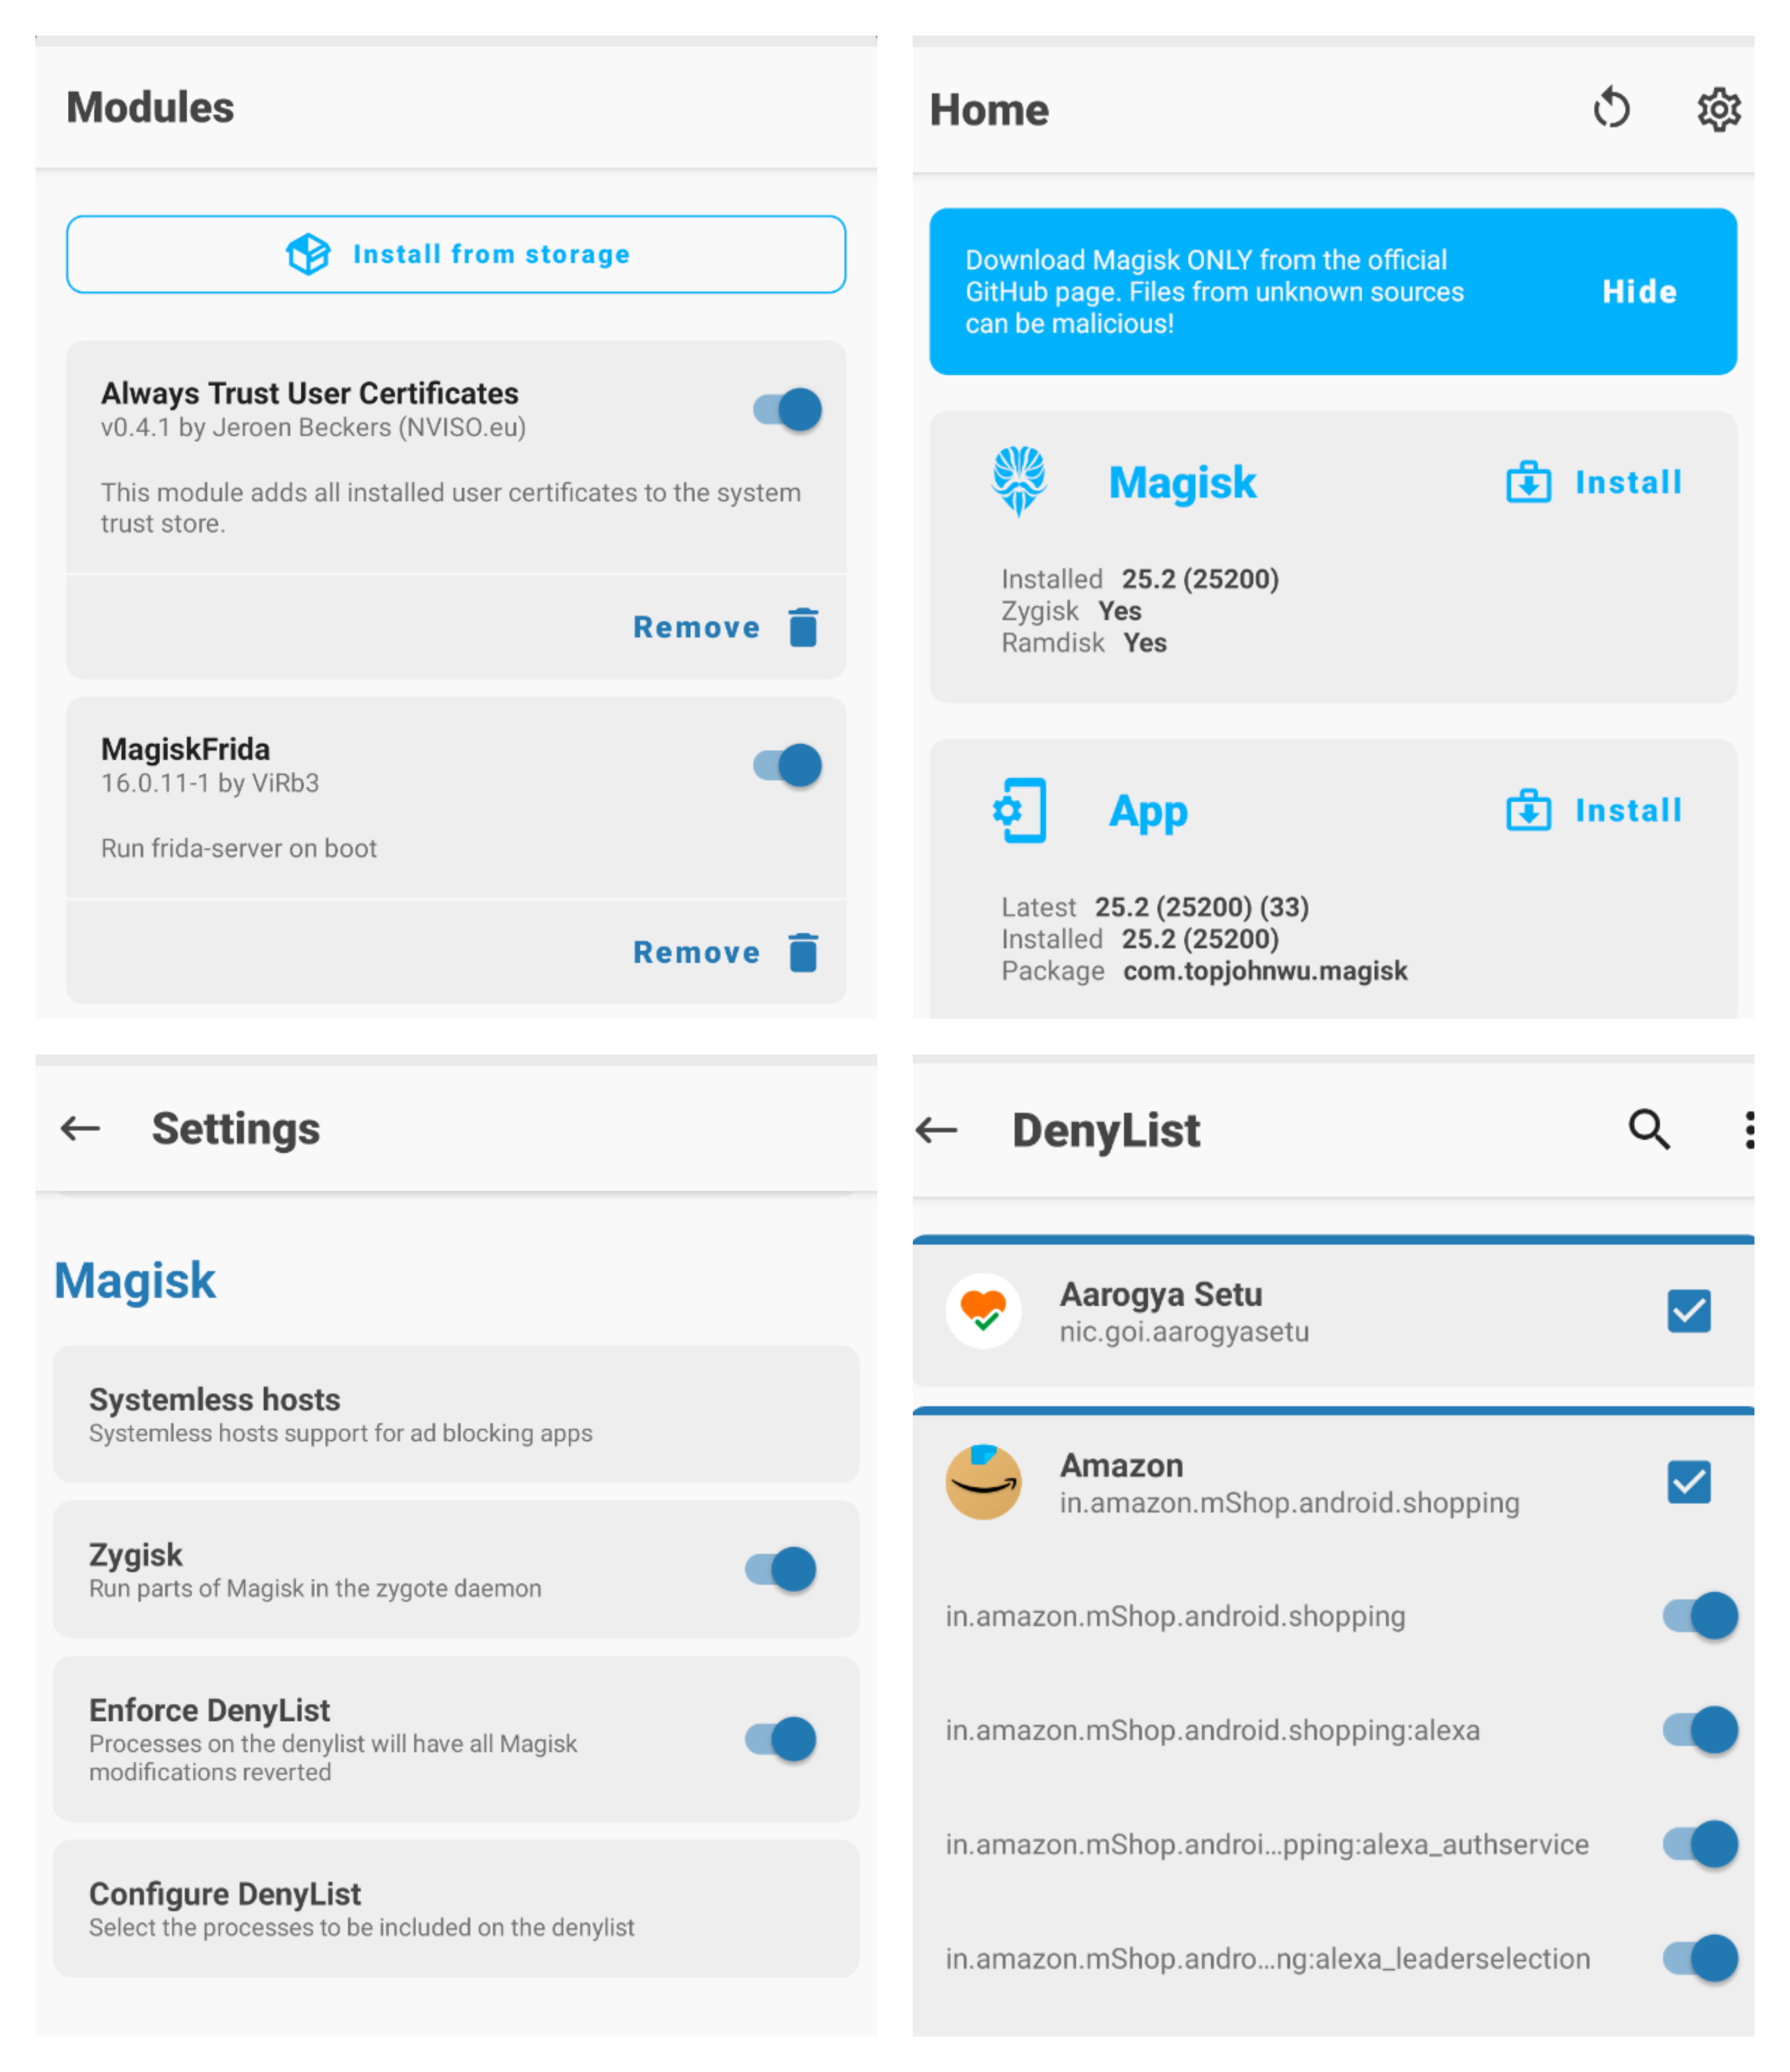 Modules
Install from storage
Always Trust User Certificates
v0.4.1 by Jeroen Beckers (NVISO.eu)
This module adds all installed user certificates to the system
trust store.
Remove
MagiskFrida
16.0.11-1 by ViRb3
Run frida-server on boot
Remove
Home
Download Magisk ONLY from the official
GitHub page. Files from unknown sources
can be malicious!
Hide
Magisk
Install
Installed 25.2 (25200)
Zygisk Yes
Ramdisk Yes
App
Install
Latest 25.2 (25200) (33)
Installed 25.2 (25200)
Package com.topjohnwu.magisk
Settings
Magisk
Systemless hosts
Systemless hosts support for ad blocking apps
Zygisk
Run parts of Magisk in the zygote daemon
Enforce DenyList
Processes on the denylist will have all Magisk
modifications reverted
Configure DenyList
Select the processes to be included on the denylist
DenyList
Aarogya Setu
nic.goi.aarogyasetu
Amazon
in.amazon.mShop.android.shopping
in.amazon.mShop.android.shopping
in.amazon.mShop.android.shopping:alexa
in.amazon.mShop.androi...pping:alexa_authservice
in.amazon.mShop.andro...ng:alexa_leaderselection